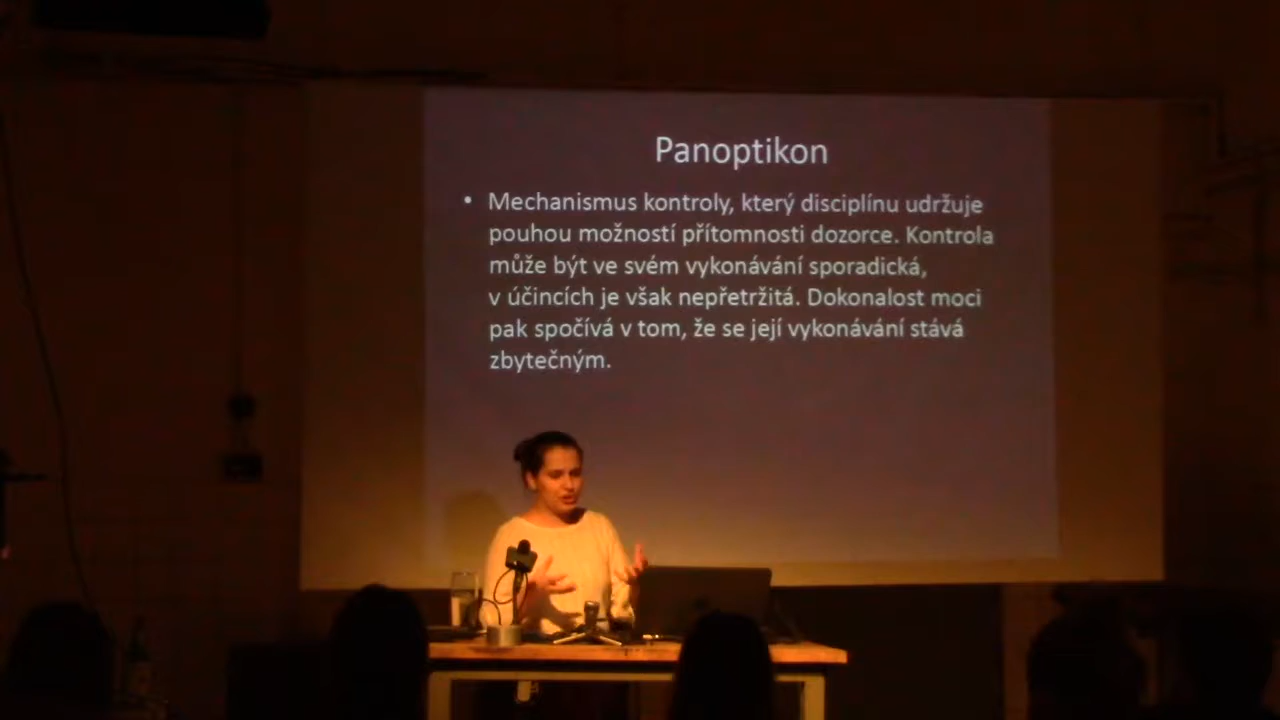 Panoptikon
• Mechanismus kontroly, který disciplínu udržuje
pouhou možností přítomnosti dozorce. Kontrola
může být ve svém vykonávání sporadická,
v účincích je však nepřetržitá. Dokonalost moci
pak spočívá v tom, že se její vykonávání stává
zbytečným.